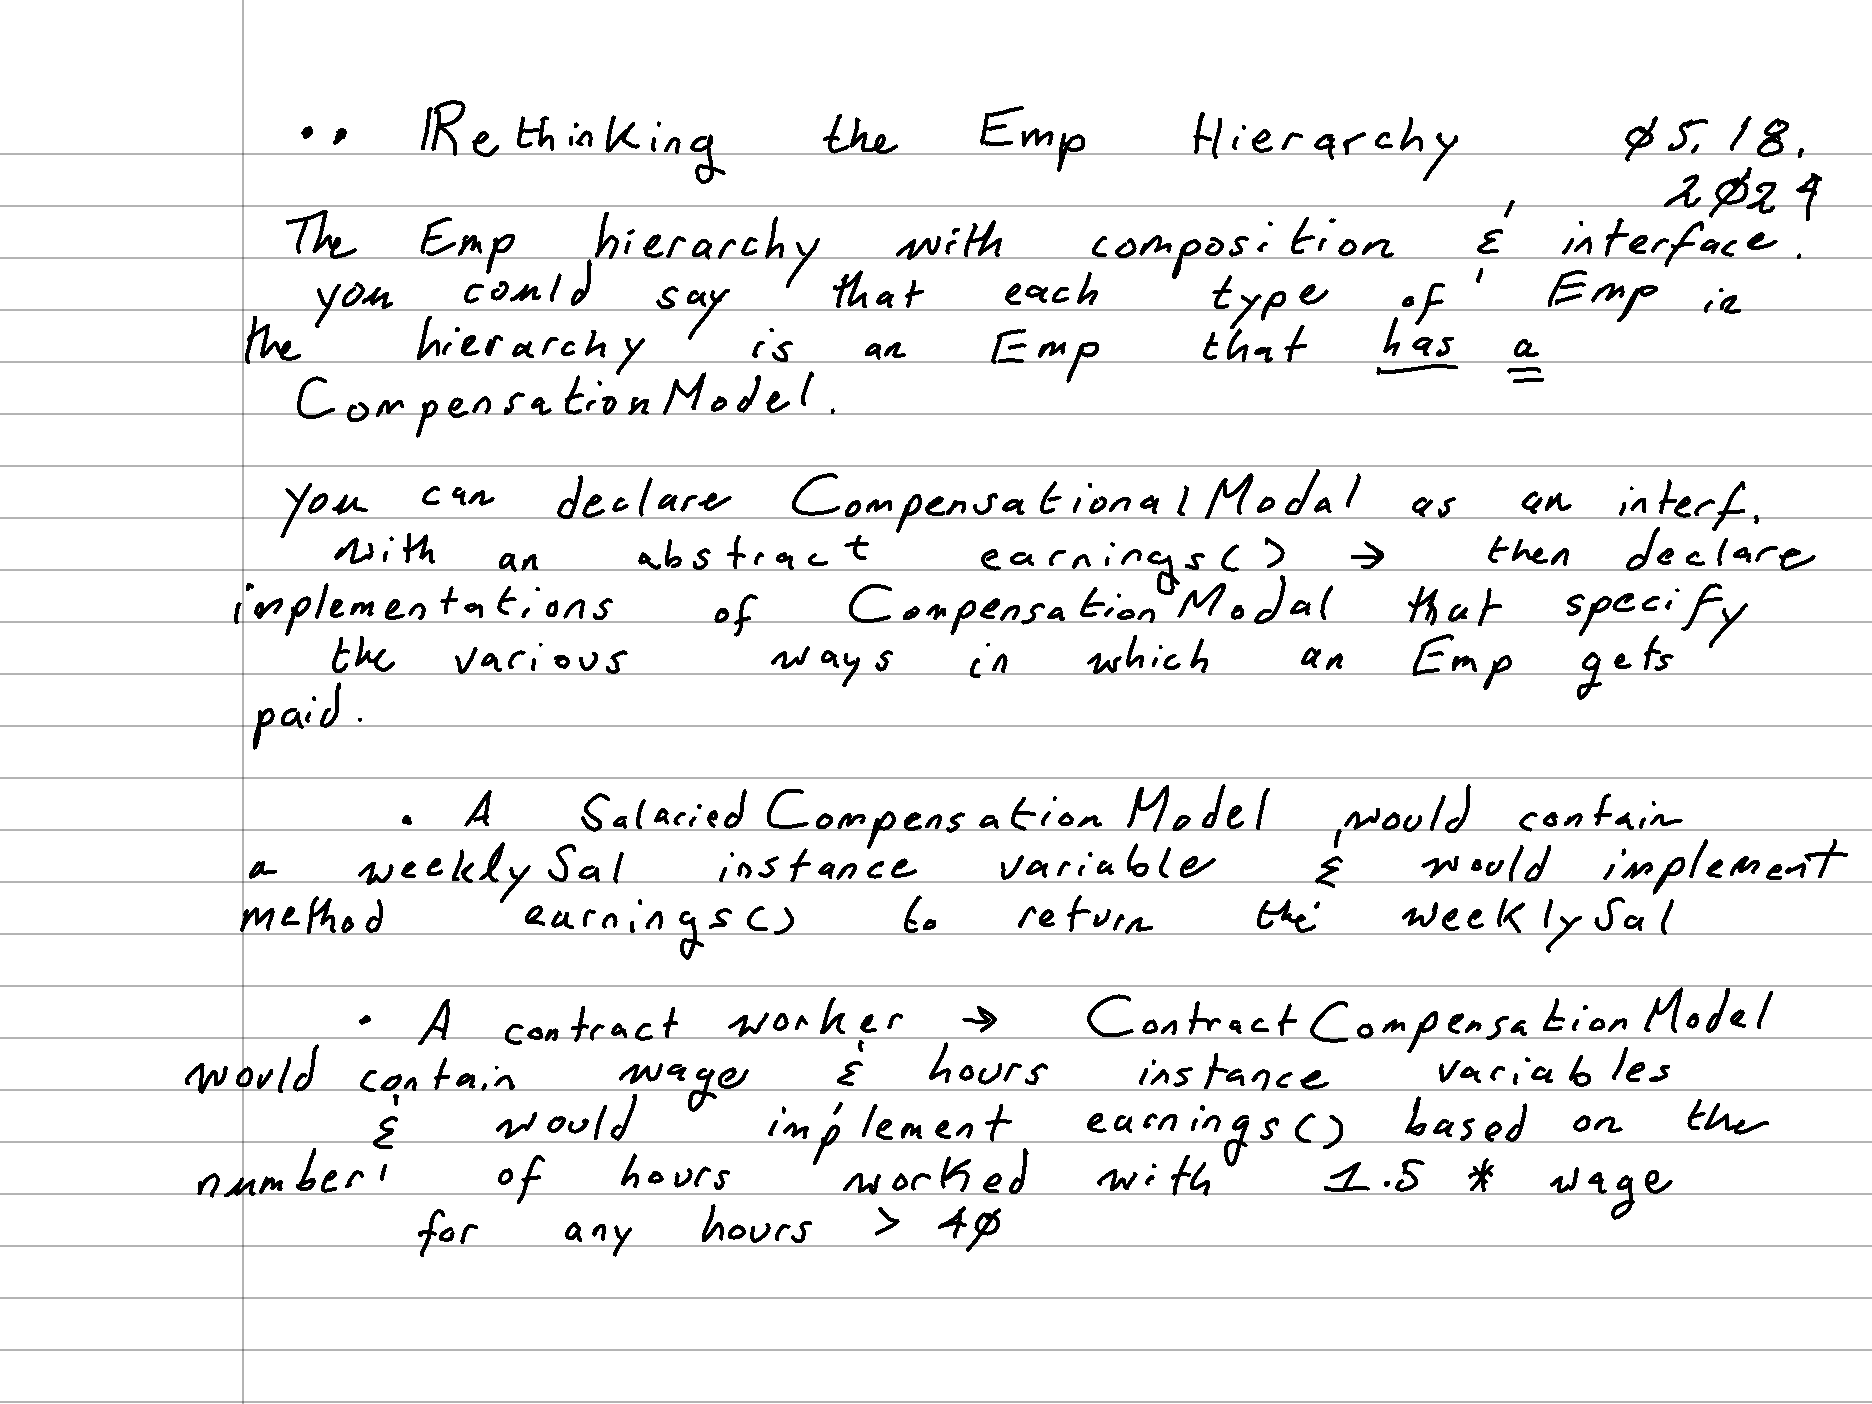 •• Rethinking the Emp Hierarchy ø5.18.
2ø24
The Emp hierarchy with composition & interface.
you could say that each type of Emp in
the hierarchy is an Emp that has a
CompensationModel.
you can declare CompensationalModal as an interf.
with an abstract earnings() → then declare
implementations of CompensationModal that specify
the various ways in which an Emp gets
paid.
• A SalariedCompensationModel would contain
a weeklySal instance variable & would implement
method earnings() to return the weeklySal
• A contract worker → ContractCompensationModel
would contain wage & hours instance variables
& would implement earnings() based on the
number of hours worked with 1.5 * wage
for any hours > 4ø